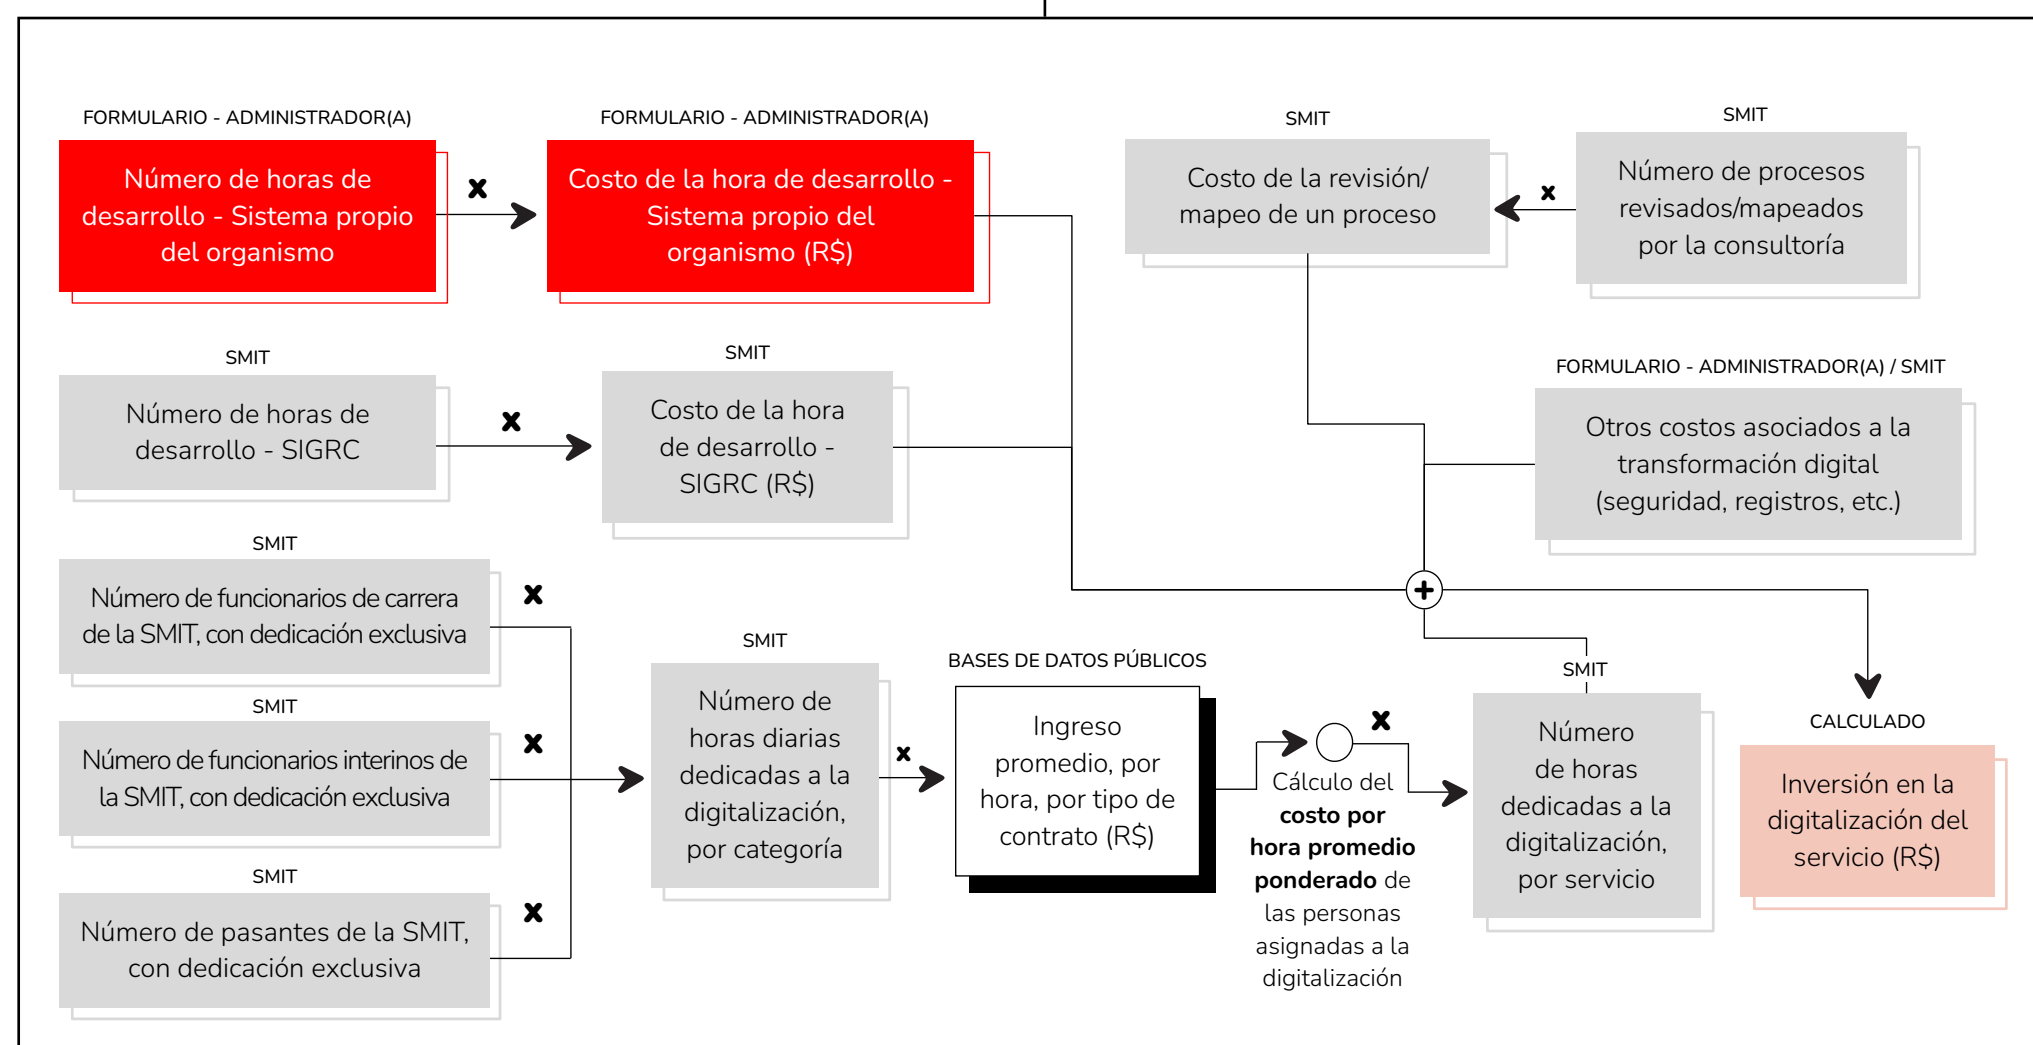 FORMULARIO - ADMINISTRADOR(A)
Número de horas de
desarrollo - Sistema propio
del organismo
x
FORMULARIO - ADMINISTRADOR(A)
Costo de la hora de desarrollo -
Sistema propio del
organismo (R$)
SMIT
Costo de la revisión/
mapeo de un proceso
x
SMIT
Número de procesos
revisados/mapeados
por la consultoría
SMIT
Número de horas de
desarrollo - SIGRC
x
SMIT
Costo de la hora
de desarrollo -
SIGRC (R$)
FORMULARIO - ADMINISTRADOR(A) / SMIT
Otros costos asociados a la
transformación digital
(seguridad, registros, etc.)
+
SMIT
Número de funcionarios de carrera
de la SMIT, con dedicación exclusiva
x
SMIT
Número de funcionarios interinos de
la SMIT, con dedicación exclusiva
x
SMIT
Número de pasantes de la SMIT,
con dedicación exclusiva
x
SMIT
Número de
horas diarias
dedicadas a la
digitalización,
por categoría
x
BASES DE DATOS PÚBLICOS
Ingreso
promedio, por
hora, por tipo de
contrato (R$)
x
Cálculo del
costo por
hora promedio
ponderado de
las personas
asignadas a la
digitalización
SMIT
Número
de horas
dedicadas a la
digitalización,
por servicio
CALCULADO
Inversión en la
digitalización del
servicio (R$)